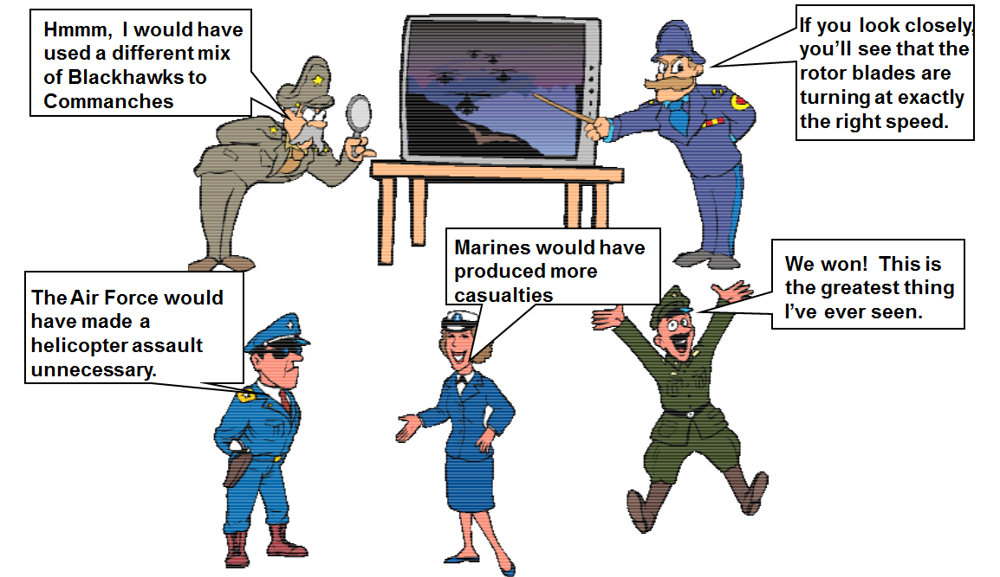 Hmmm,  I would have
used a different mix
of Blackhawks to
Commanches
If you look closely,
you'll see that the
rotor blades are
turning at exactly
the right speed.
Marines would have
produced more
casualties
We won!  This is
the greatest thing
I've ever seen.
The Air Force would
have made a
helicopter assault
unnecessary.